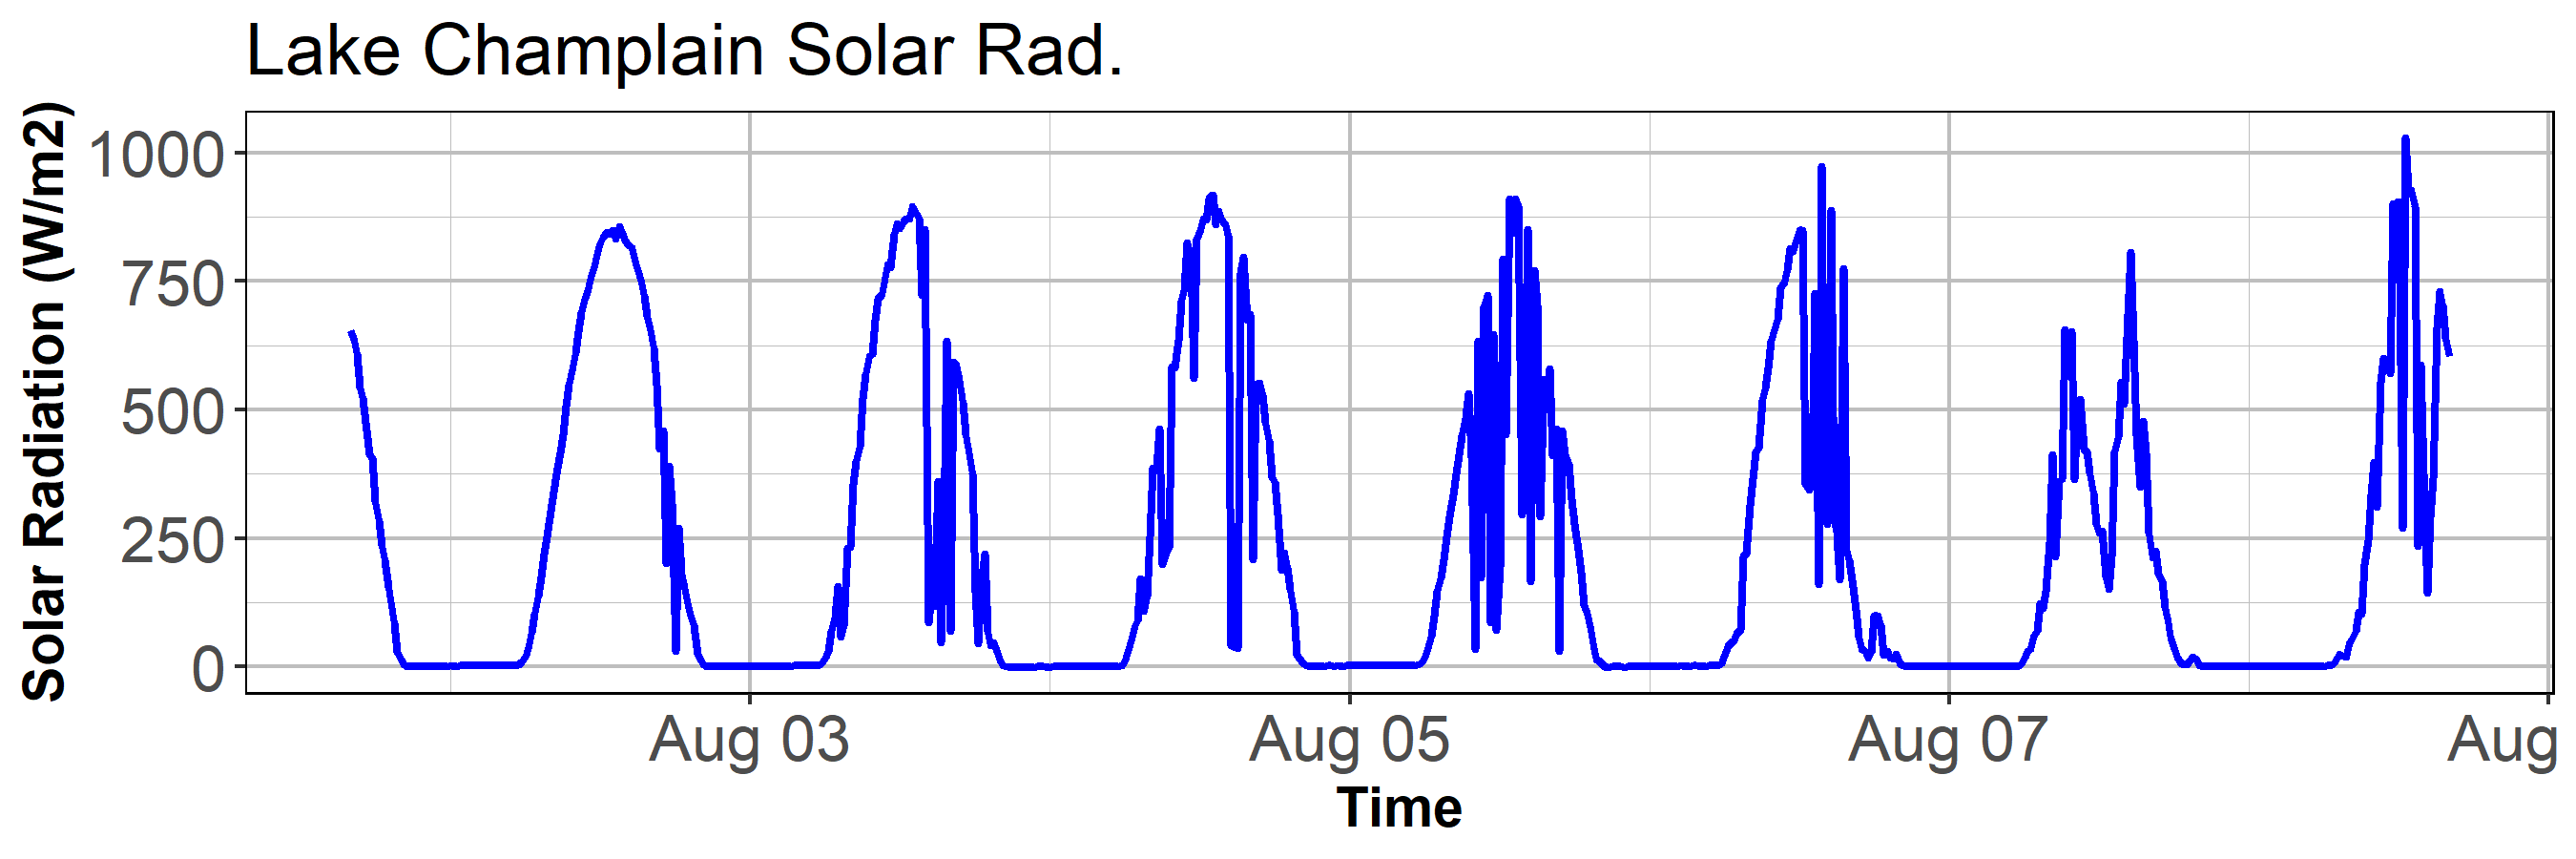 Lake Champlain Solar Rad.
Solar Radiation (W/m2)
1000
750
500
250
0
Aug 03
Aug 05
Aug 07
Aug
Time